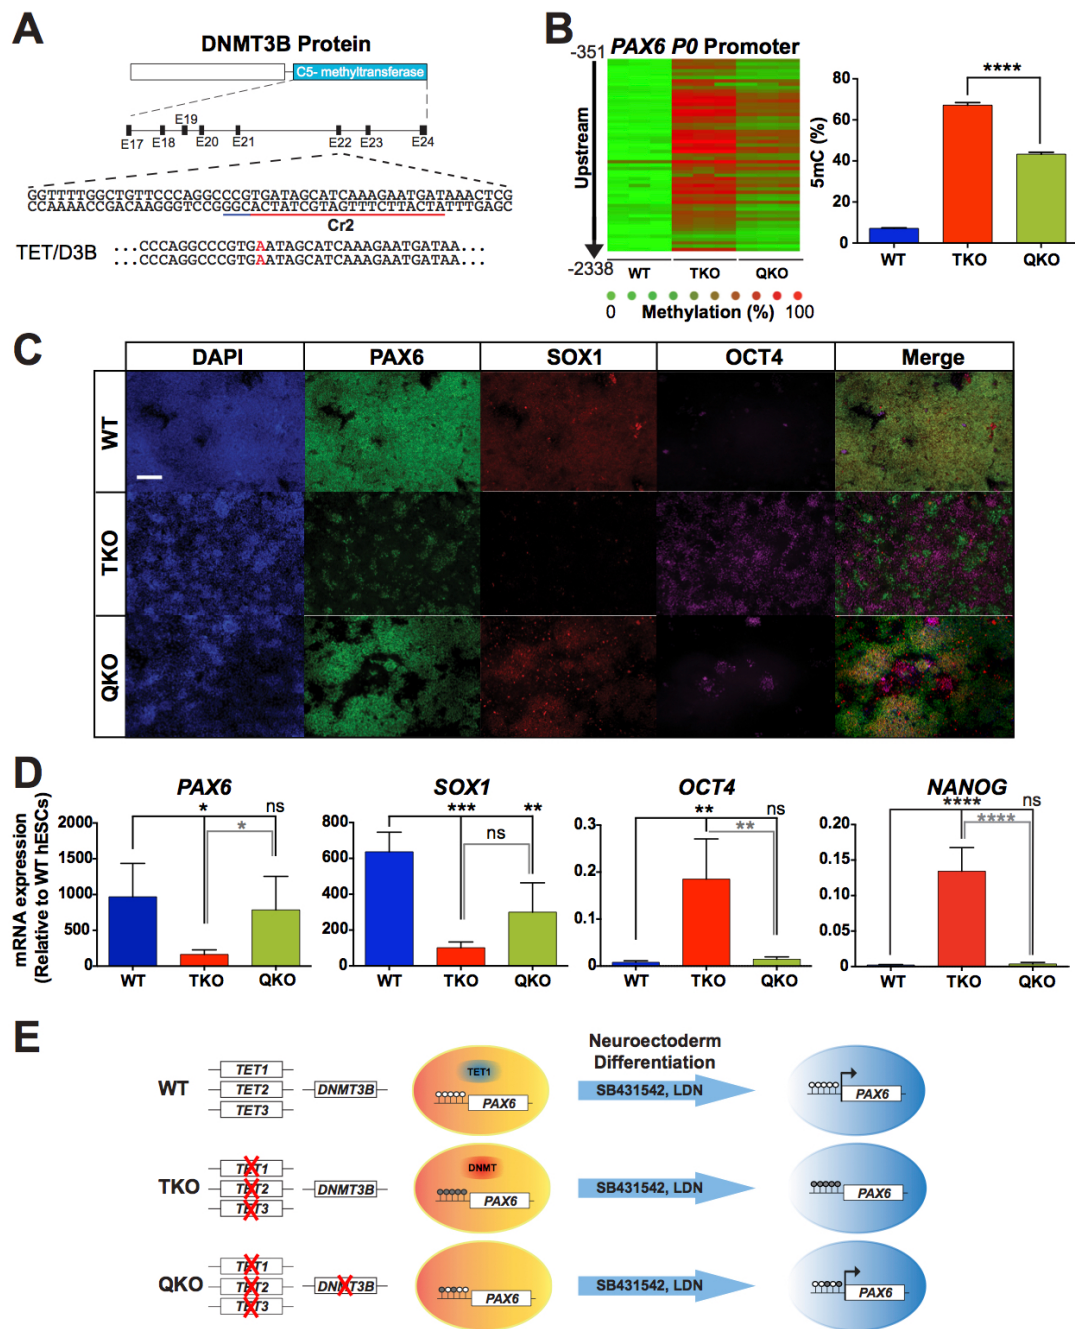 A
DNMT3B Protein
C5- methyltransferase
E17 E18 E19 E20 E21 E22 E23 E24
GGTTTTTGGCTGTTCCCAGGCCCGTGATAGCATCAAAGAATGATAAACTCG
CCAAAAACCGACAAGGGTCCGGGCACTATCGTAGTTTCTTACTATTTGAGC
Cr2
TET/D3B
...CCCAGGCCCGTGAATAGCATCAAAGAATGATAA...
...CCCAGGCCCGTGAATAGCATCAAAGAATGATAA...
B
PAX6 P0 Promoter
-351
Upstream
-2338
WT TKO QKO
0 Methylation (%) 100
****
5mC (%)
80
60
40
20
0
WT TKO QKO
C
DAPI PAX6 SOX1 OCT4 Merge
WT
TKO
QKO
D
mRNA expression
(Relative to WT hESCs)
PAX6
* ns
*
2000
1500
1000
500
0
WT TKO QKO
SOX1
*** **
ns
800
600
400
200
0
WT TKO QKO
OCT4
** ns
**
0.3
0.2
0.1
0
WT TKO QKO
NANOG
**** ns
****
0.20
0.15
0.10
0.05
0
WT TKO QKO
E
Neuroectoderm
Differentiation
WT
TET1
TET2
TET3
DNMT3B
TET1
PAX6
SB431542, LDN
PAX6
TKO
TET1
TET2
TET3
DNMT3B
DNMT
PAX6
SB431542, LDN
PAX6
QKO
TET1
TET2
TET3
DNMT3B
PAX6
SB431542, LDN
PAX6